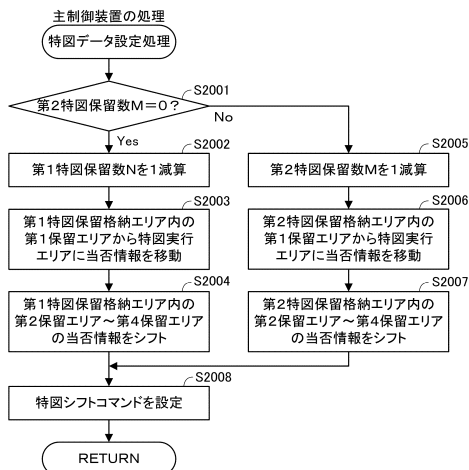 主制御装置の処理
特図データ設定処理
S2001
第2特図保留数M=0?
No
Yes
S2002
第1特図保留数Nを1減算
S2003
第1特図保留格納エリア内の
第1保留エリアから特図実行
エリアに当否情報を移動
S2004
第1特図保留格納エリア内の
第2保留エリア~第4保留エリア
の当否情報をシフト
S2005
第2特図保留数Mを1減算
S2006
第2特図保留格納エリア内の
第1保留エリアから特図実行
エリアに当否情報を移動
S2007
第2特図保留格納エリア内の
第2保留エリア~第4保留エリア
の当否情報をシフト
S2008
特図シフトコマンドを設定
RETURN